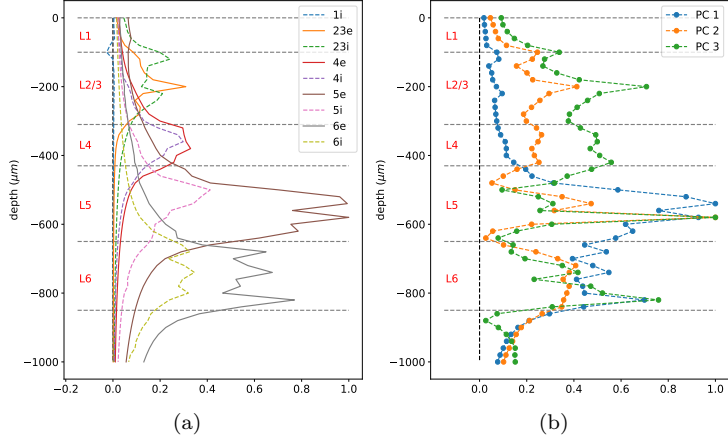 0
−200
−400
−600
−800
−1000
depth (μm)
L1
L2/3
L4
L5
L6
1i
23e
23i
4e
4i
5e
5i
6e
6i
−0.2 0.0 0.2 0.4 0.6 0.8 1.0
(a)
0
−200
−400
−600
−800
−1000
depth (μm)
L1
L2/3
L4
L5
L6
PC 1
PC 2
PC 3
0.0 0.2 0.4 0.6 0.8 1.0
(b)